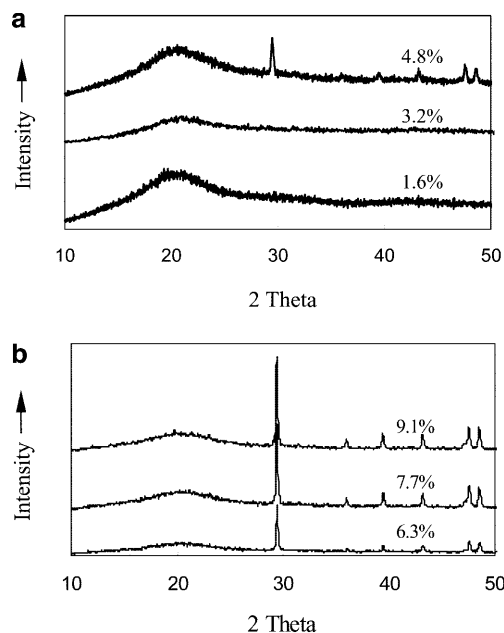 a
Intensity
4.8%
3.2%
1.6%
10 20 30 40 50
2 Theta
b
Intensity
9.1%
7.7%
6.3%
10 20 30 40 50
2 Theta